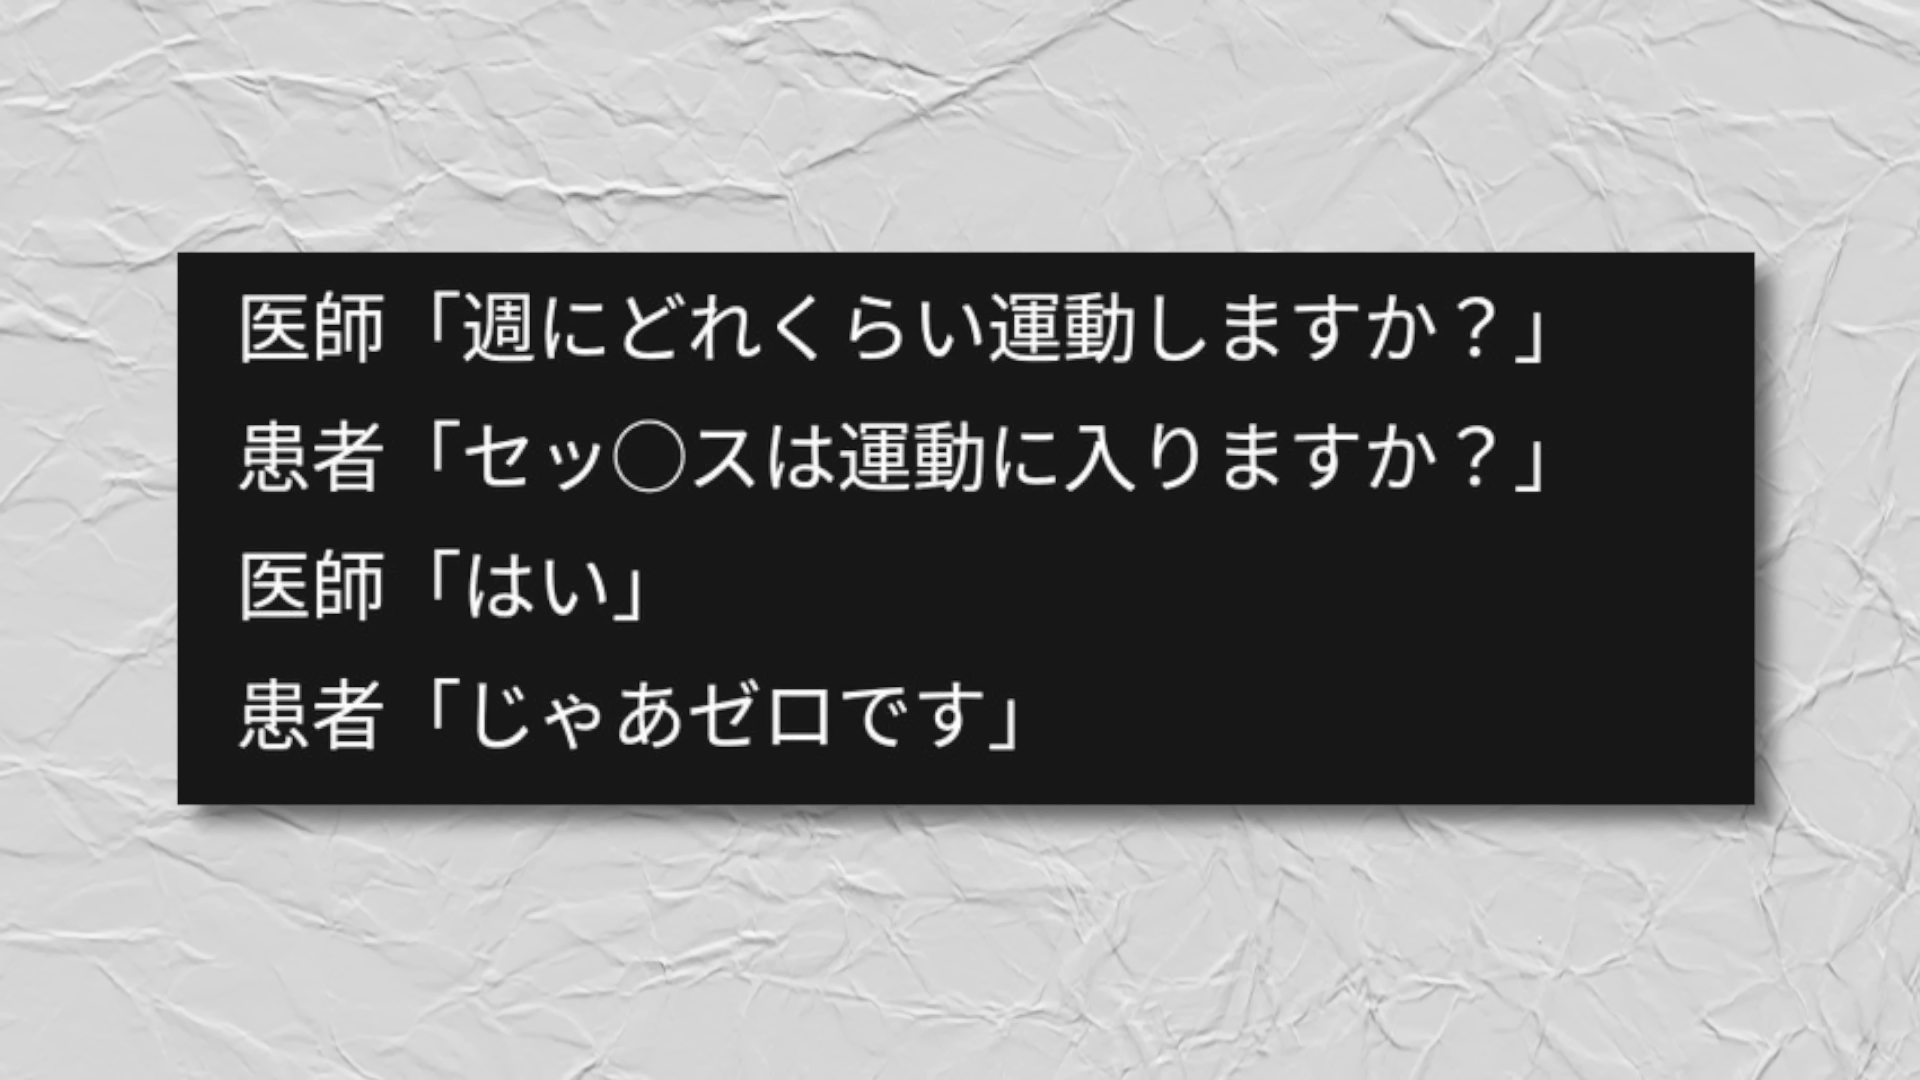 医師「週にどれくらい運動しますか？」
患者「セッ◯スは運動に入りますか？」
医師「はい」
患者「じゃあゼロです」